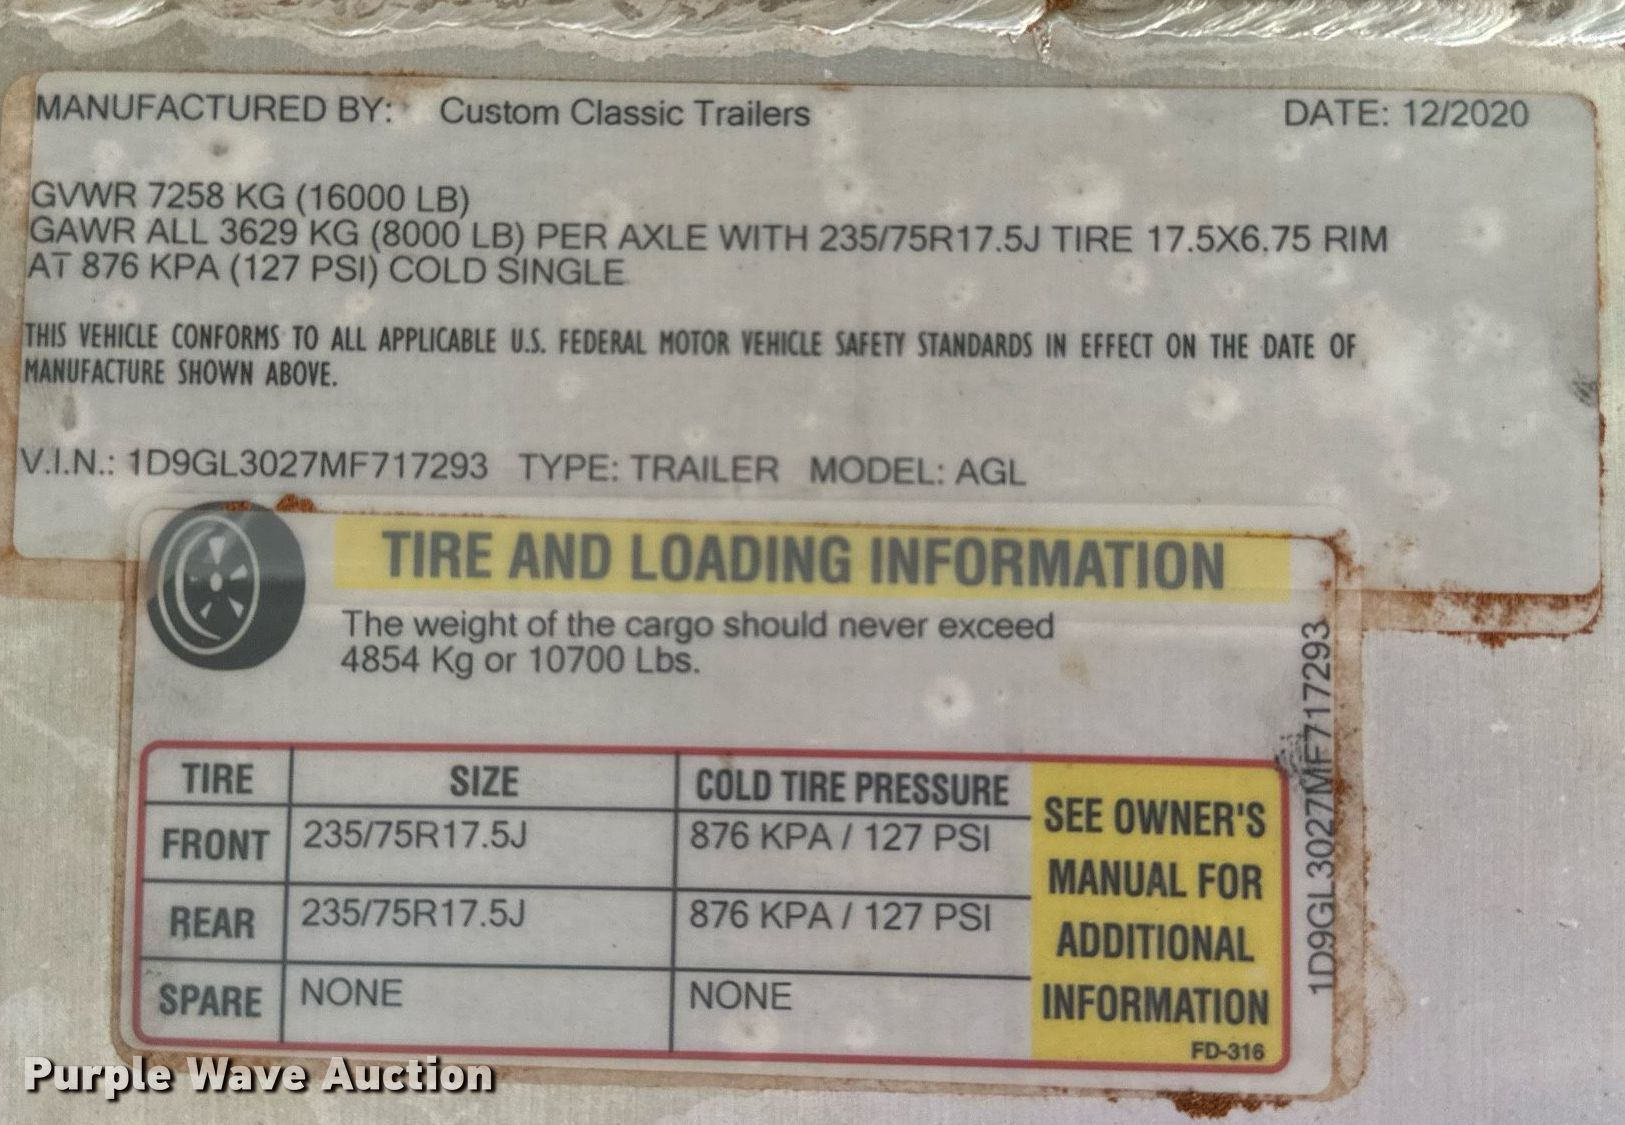 MANUFACTURED BY: Custom Classic Trailers DATE: 12/2020
GVWR 7258 KG (16000 LB)
GAWR ALL 3629 KG (8000 LB) PER AXLE WITH 235/75R17.5J TIRE 17.5X6.75 RIM
AT 876 KPA (127 PSI) COLD SINGLE
THIS VEHICLE CONFORMS TO ALL APPLICABLE U.S. FEDERAL MOTOR VEHICLE SAFETY STANDARDS IN EFFECT ON THE DATE OF
MANUFACTURE SHOWN ABOVE.
V.I.N.: 1D9GL3027MF717293 TYPE: TRAILER MODEL: AGL
TIRE AND LOADING INFORMATION
The weight of the cargo should never exceed
4854 Kg or 10700 Lbs.
TIRE SIZE COLD TIRE PRESSURE
FRONT 235/75R17.5J 876 KPA / 127 PSI
REAR 235/75R17.5J 876 KPA / 127 PSI
SPARE NONE NONE
SEE OWNER'S
MANUAL FOR
ADDITIONAL
INFORMATION
FD-316
1D9GL3027MF717293
Purple Wave Auction